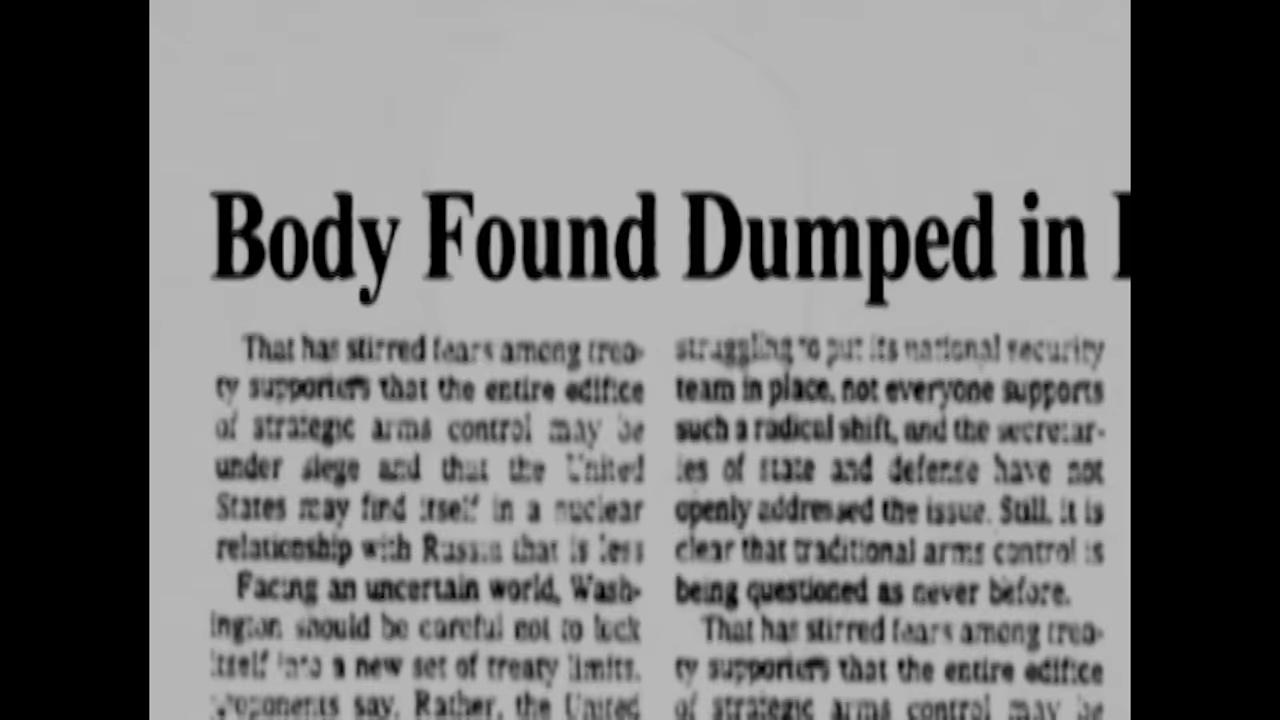 Body Found Dumped in
That has stirred fears among trea-
ty supporters that the entire edifice
of strategic arms control may be
under siege and that the United
States may find itself in a nuclear
relationship with Russia that is less
Facing an uncertain world, Wash-
ington should be careful not to lock
itself into a new set of treaty limits,
proponents say. Rather, the United
struggling to put its national security
team in place, not everyone supports
such a radical shift, and the secretar-
ies of state and defense have not
openly addressed the issue. Still, it is
clear that traditional arms control is
being questioned as never before.
That has stirred fears among trea-
ty supporters that the entire edifice
of strategic arms control may be